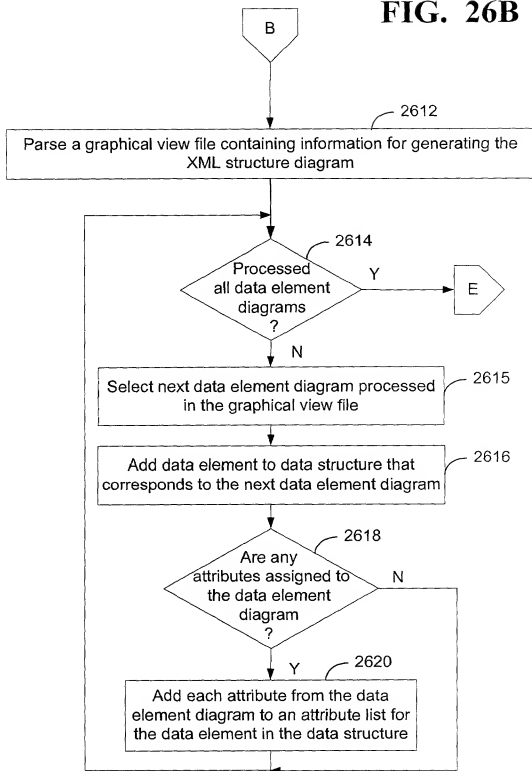 FIG. 26B
B
2612
Parse a graphical view file containing information for generating the
XML structure diagram
2614
Processed
all data element
diagrams
?
Y
E
N
2615
Select next data element diagram processed
in the graphical view file
2616
Add data element to data structure that
corresponds to the next data element diagram
2618
Are any
attributes assigned to
the data element
diagram
?
N
Y
2620
Add each attribute from the data
element diagram to an attribute list for
the data element in the data structure